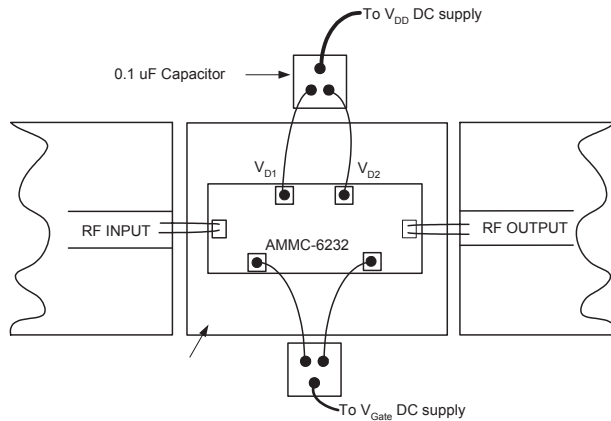 To V_DD DC supply
0.1 uF Capacitor
V_D1
V_D2
RF INPUT
RF OUTPUT
AMMC-6232
To V_Gate DC supply